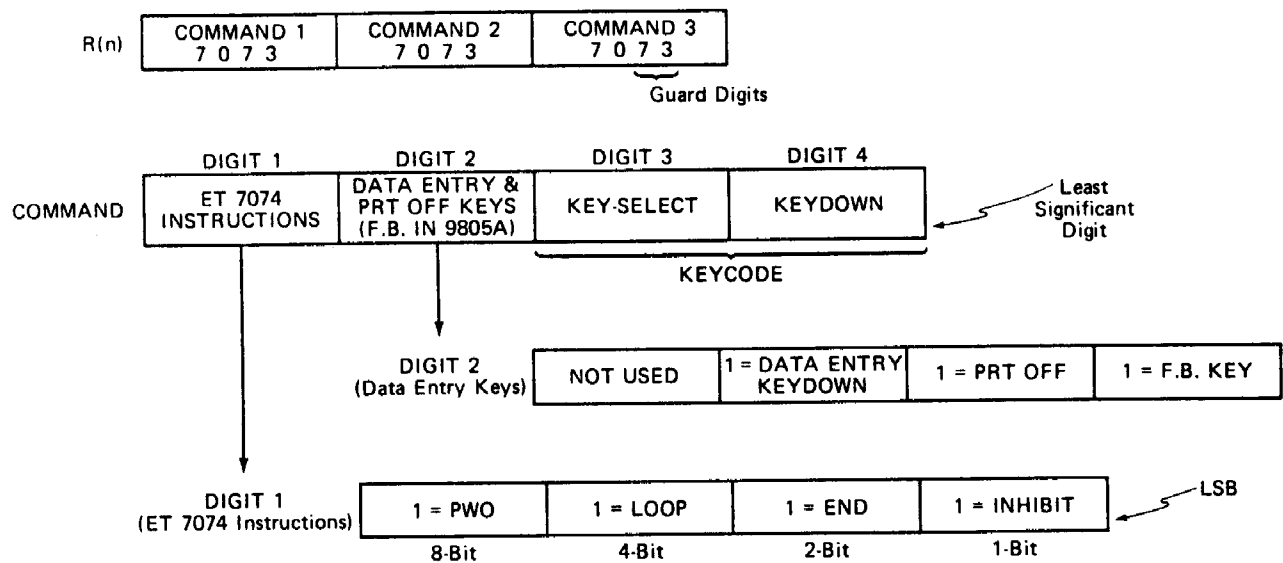 R(n)
COMMAND 1
7 0 7 3
COMMAND 2
7 0 7 3
COMMAND 3
7 0 7 3
Guard Digits
DIGIT 1
DIGIT 2
DIGIT 3
DIGIT 4
COMMAND
ET 7074
INSTRUCTIONS
DATA ENTRY &
PRT OFF KEYS
(F.B. IN 9805A)
KEY-SELECT
KEYDOWN
Least
Significant
Digit
KEYCODE
DIGIT 2
(Data Entry Keys)
NOT USED
1 = DATA ENTRY
KEYDOWN
1 = PRT OFF
1 = F.B. KEY
DIGIT 1
(ET 7074 Instructions)
1 = PWO
1 = LOOP
1 = END
1 = INHIBIT
LSB
8-Bit
4-Bit
2-Bit
1-Bit